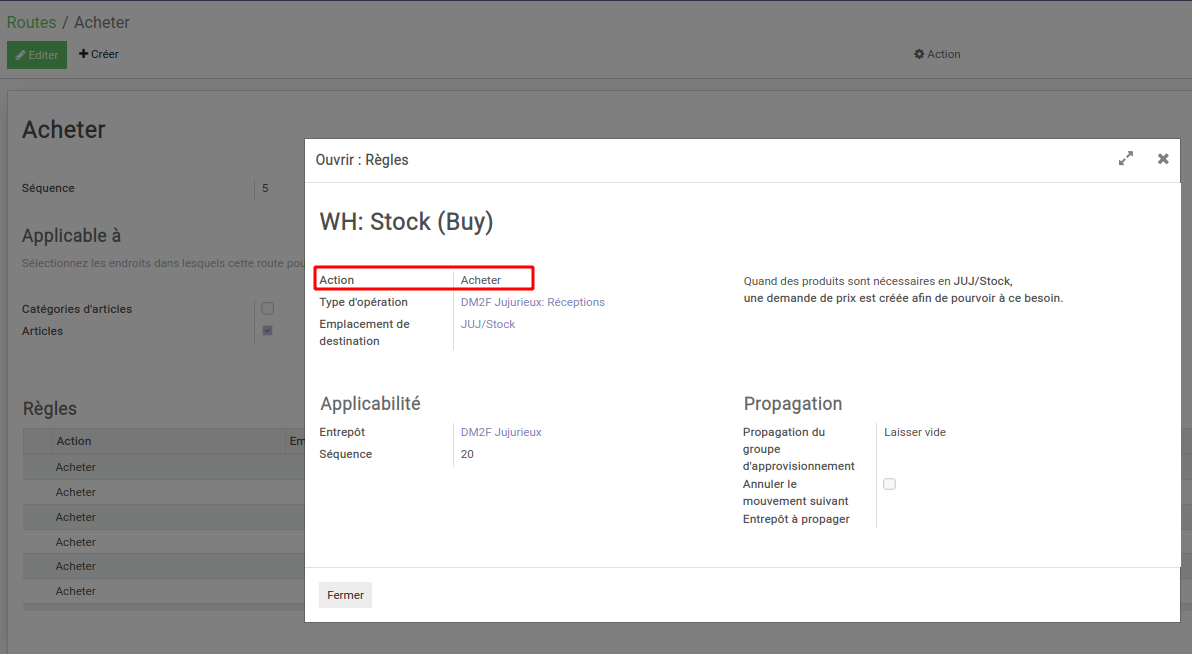 Routes / Acheter
Editer
Créer
Action
Acheter
Séquence 5
Applicable à
Sélectionnez les endroits dans lesquels cette route
Catégories d'articles
Articles
Règles
Action
Acheter
Acheter
Acheter
Acheter
Acheter
Acheter
Ouvrir : Règles
WH: Stock (Buy)
Action Acheter
Type d'opération DM2F Jujurieux: Réceptions
Emplacement de JUJ/Stock
destination
Quand des produits sont nécessaires en JUJ/Stock,
une demande de prix est créée afin de pourvoir à ce besoin.
Applicabilité
Entrepôt DM2F Jujurieux
Séquence 20
Propagation
Propagation du Laisser vide
groupe
d'approvisionnement
Annuler le
mouvement suivant
Entrepôt à propager
Fermer